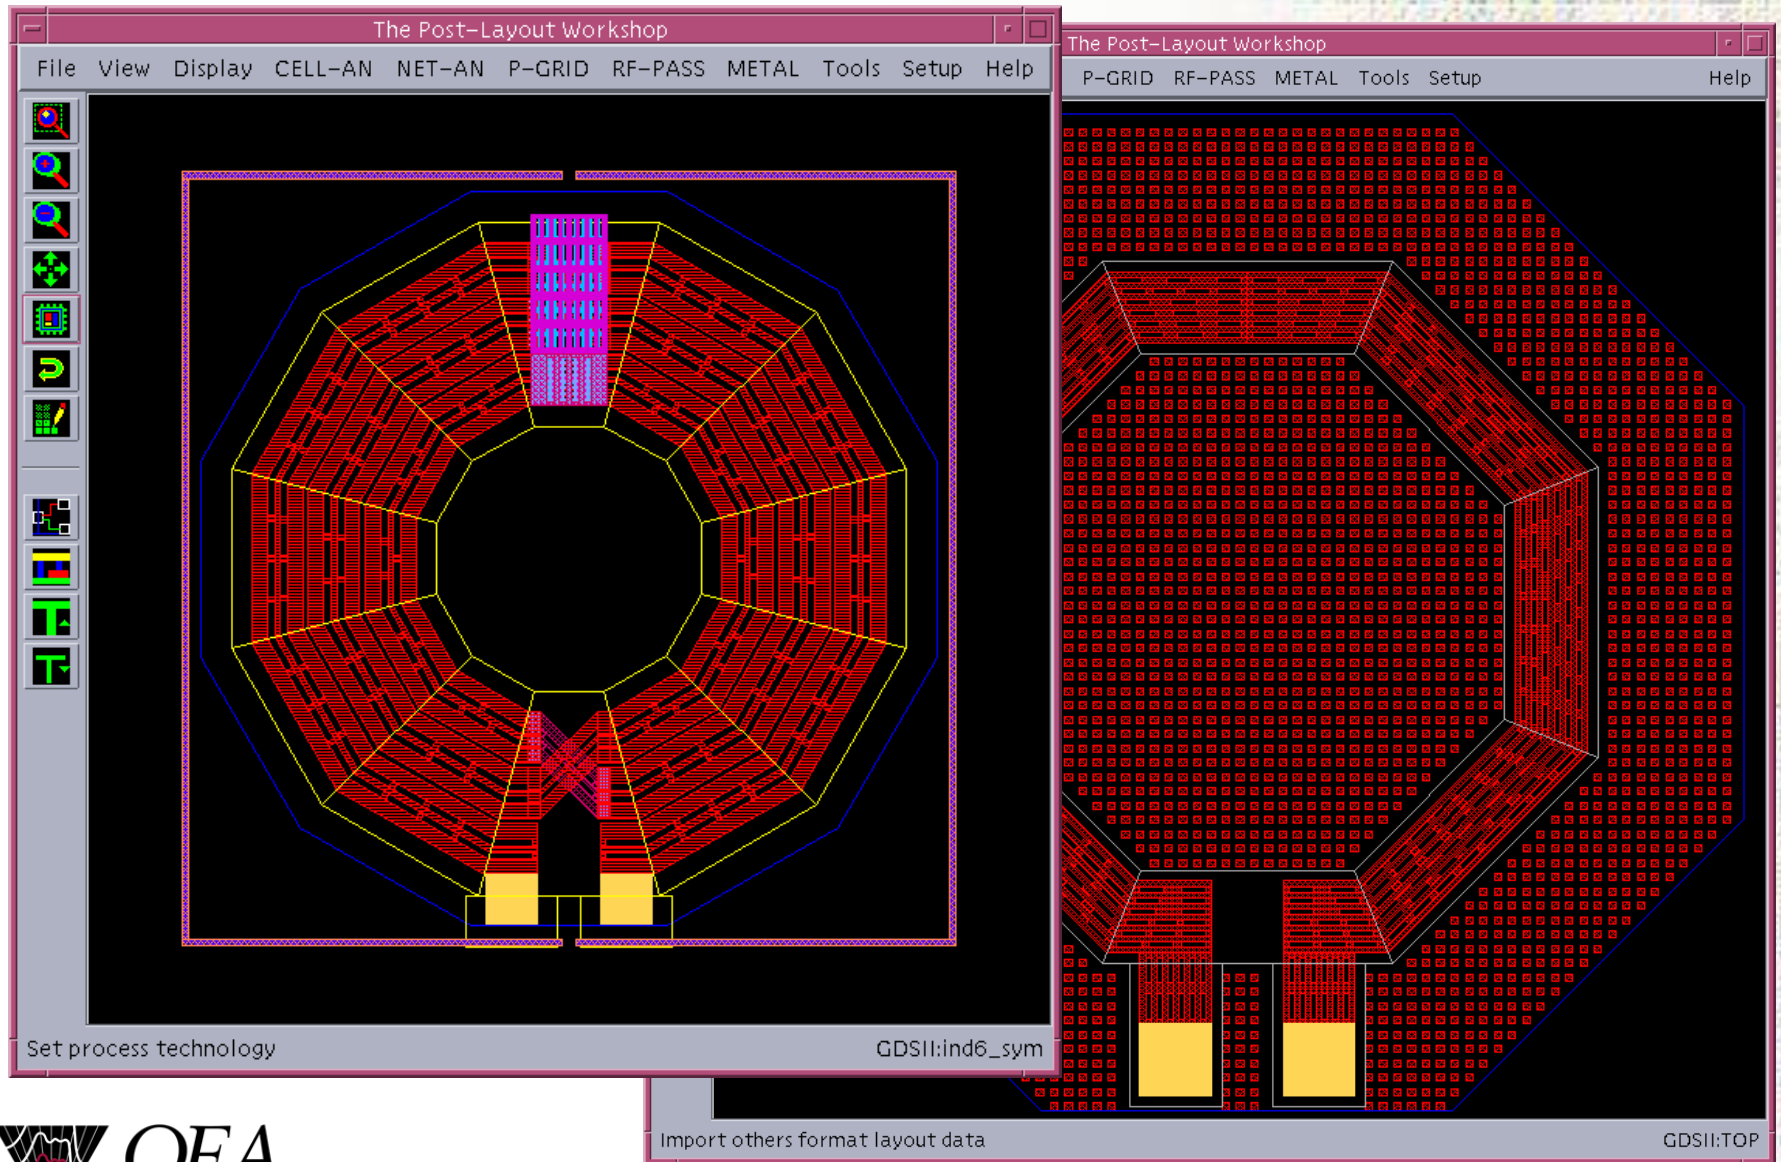 The Post-Layout Workshop
File View Display CELL-AN NET-AN P-GRID RF-PASS METAL Tools Setup Help
Set process technology
GDSII:ind6_sym
The Post-Layout Workshop
P-GRID RF-PASS METAL Tools Setup Help
Import others format layout data
GDSII:TOP
OEA